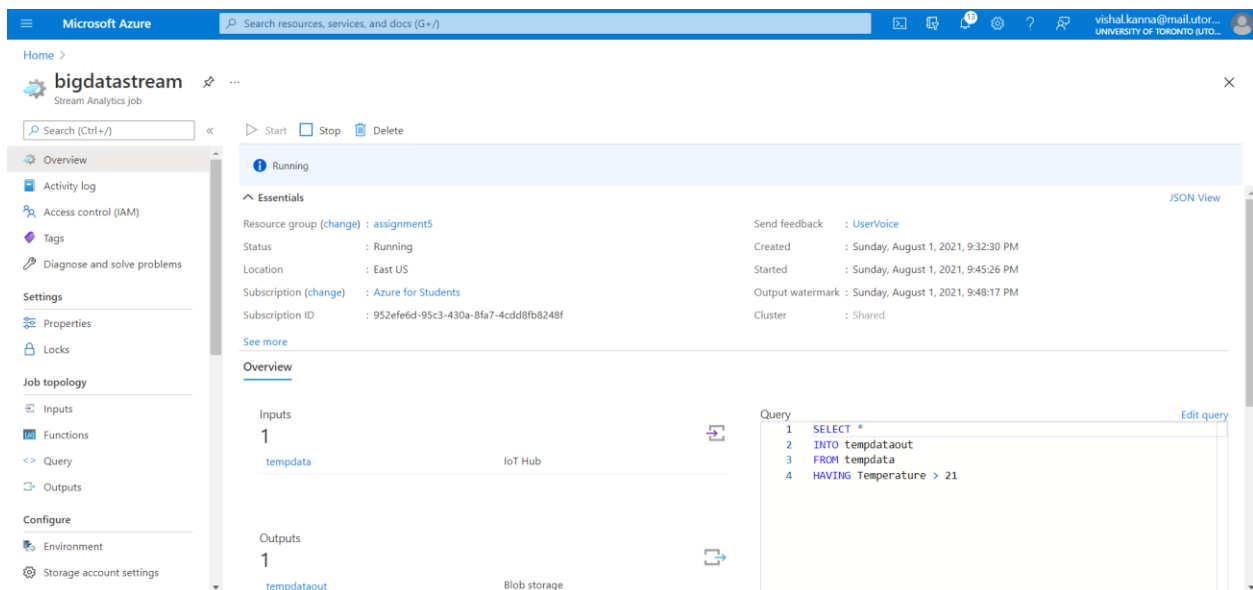 Microsoft Azure
Search resources, services, and docs (G+/)
13
vishal.kanna@mail.utor...
UNIVERSITY OF TORONTO (UTO...
Home >
bigdatastream
Stream Analytics job
Search (Ctrl+/)
Start Stop Delete
Overview
Activity log
Access control (IAM)
Tags
Diagnose and solve problems
Settings
Properties
Locks
Job topology
Inputs
Functions
Query
Outputs
Configure
Environment
Storage account settings
Running
Essentials
JSON View
Resource group (change) : assignment5
Status : Running
Location : East US
Subscription (change) : Azure for Students
Subscription ID : 952efe6d-95c3-430a-8fa7-4cdd8fb8248f
See more
Send feedback : UserVoice
Created : Sunday, August 1, 2021, 9:32:30 PM
Started : Sunday, August 1, 2021, 9:45:26 PM
Output watermark : Sunday, August 1, 2021, 9:48:17 PM
Cluster : Shared
Overview
Inputs
1
tempdata IoT Hub
Outputs
1
tempdataout Blob storage
Query Edit query
1 SELECT *
2 INTO tempdataout
3 FROM tempdata
4 HAVING Temperature > 21